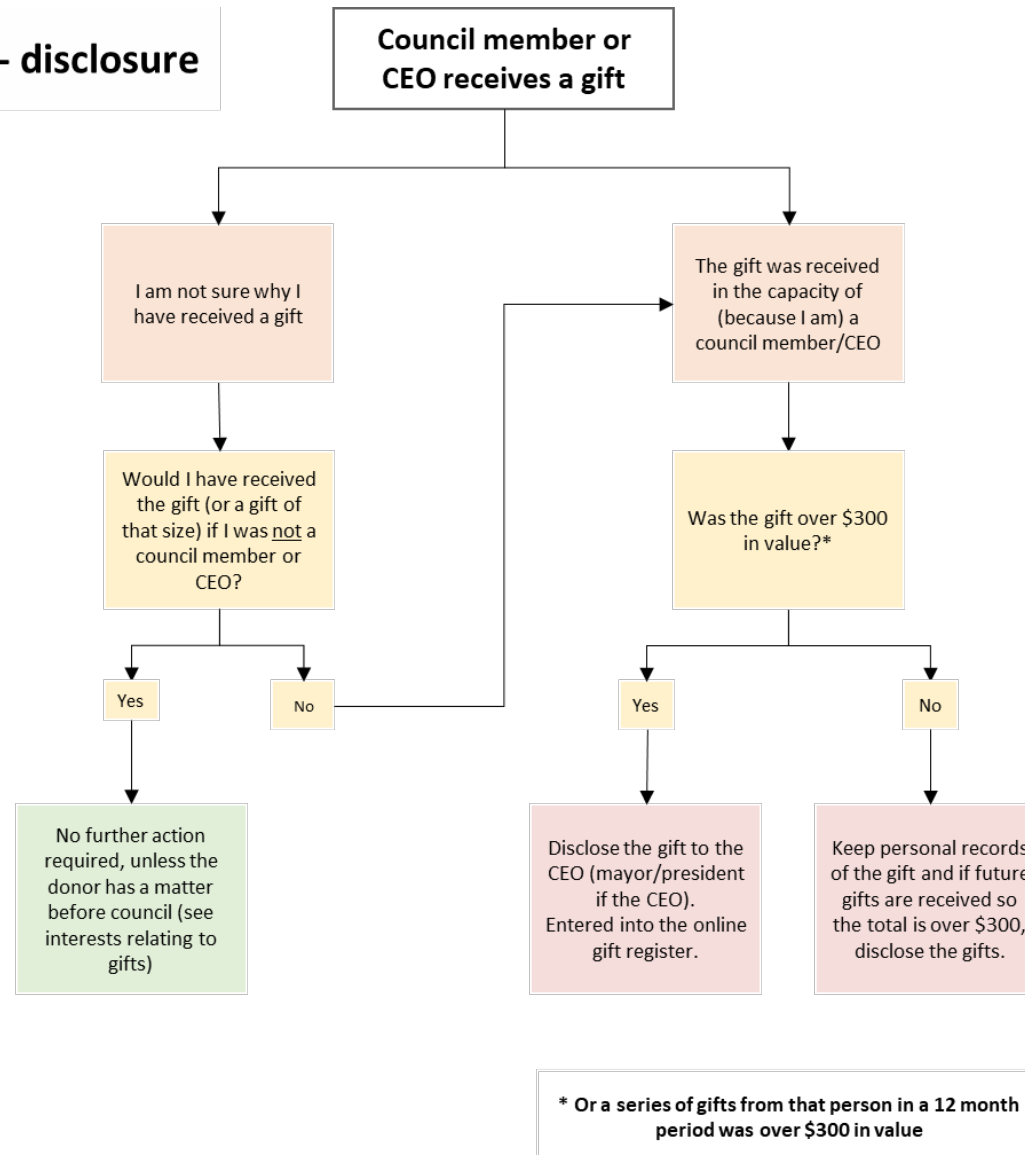 - disclosure
Council member or
CEO receives a gift
I am not sure why I
have received a gift
The gift was received
in the capacity of
(because I am) a
council member/CEO
Would I have received
the gift (or a gift of
that size) if I was not a
council member or
CEO?
Was the gift over $300
in value?*
Yes
No
Yes
No
No further action
required, unless the
donor has a matter
before council (see
interests relating to
gifts)
Disclose the gift to the
CEO (mayor/president
if the CEO).
Entered into the online
gift register.
Keep personal records
of the gift and if future
gifts are received so
the total is over $300,
disclose the gifts.
* Or a series of gifts from that person in a 12 month
period was over $300 in value